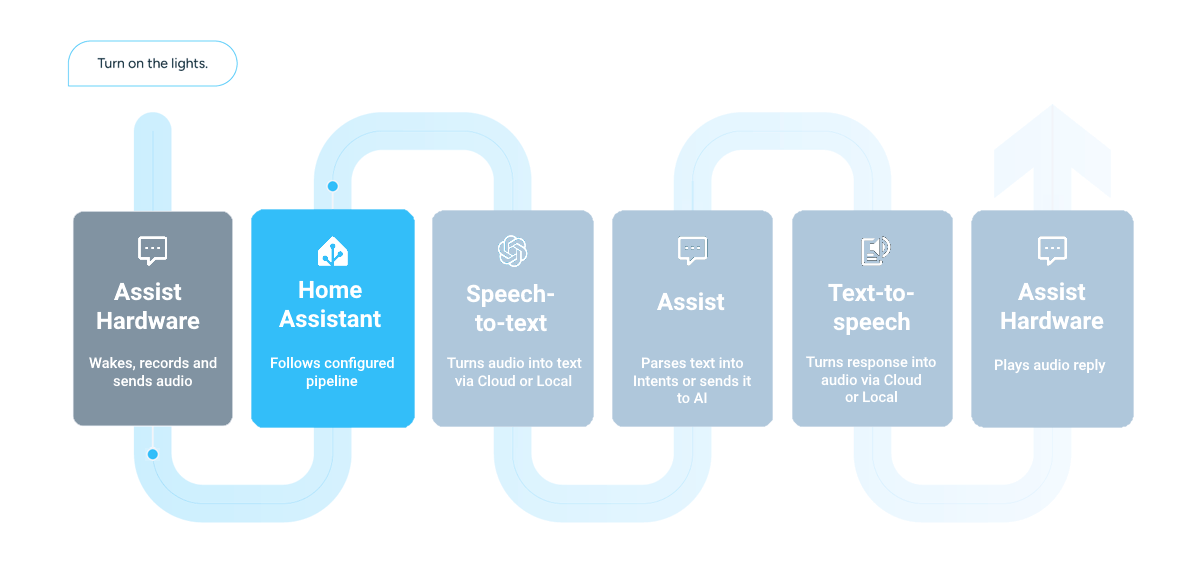 Turn on the lights.
Assist
Hardware
Wakes, records and
sends audio
Home
Assistant
Follows configured
pipeline
Speech-
to-text
Turns audio into text
via Cloud or Local
Assist
Parses text into
Intents or sends it
to AI
Text-to-
speech
Turns response into
audio via Cloud
or Local
Assist
Hardware
Plays audio reply